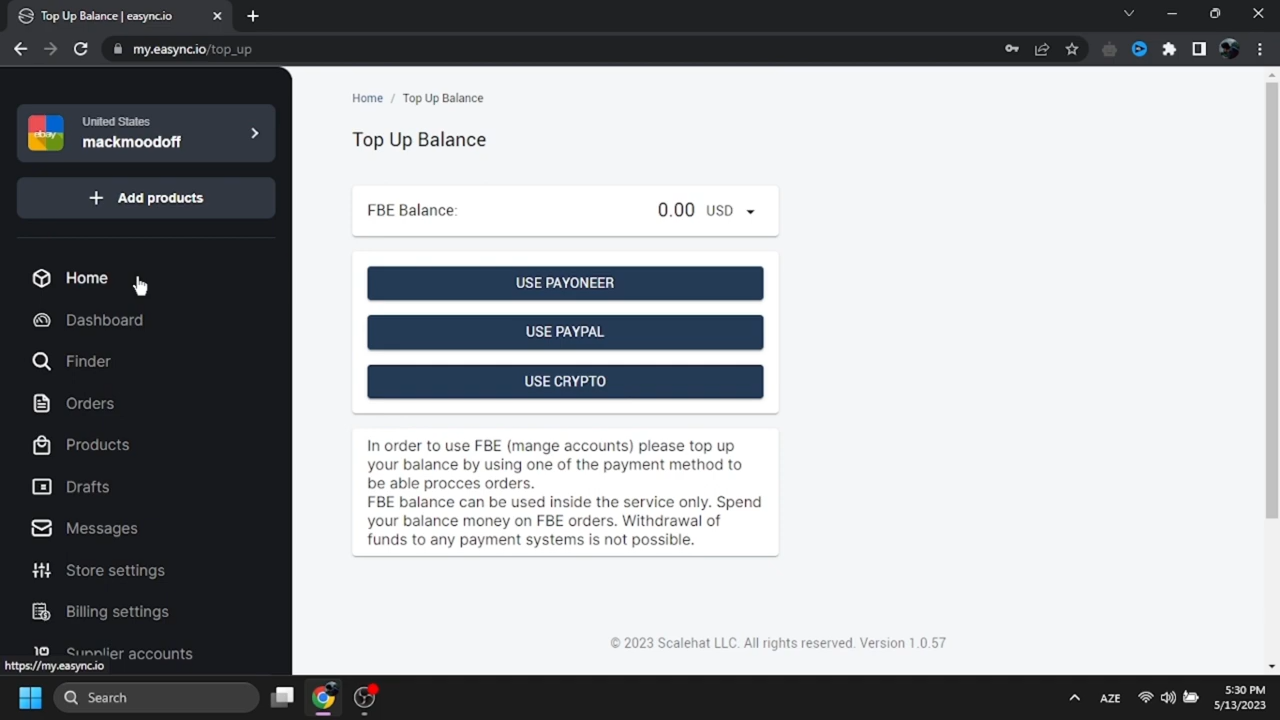 Top Up Balance | easync.io
my.easync.io/top_up
ebay
United States
mackmoodoff
+ Add products
Home
Dashboard
Finder
Orders
Products
Drafts
Messages
Store settings
Billing settings
Supplier accounts
https://my.easync.io
Home / Top Up Balance
Top Up Balance
FBE Balance: 0.00 USD
USE PAYONEER
USE PAYPAL
USE CRYPTO
In order to use FBE (mange accounts) please top up
your balance by using one of the payment method to
be able procces orders.
FBE balance can be used inside the service only. Spend
your balance money on FBE orders. Withdrawal of
funds to any payment systems is not possible.
© 2023 Scalehat LLC. All rights reserved. Version 1.0.57
Search
AZE
5:30 PM
5/13/2023